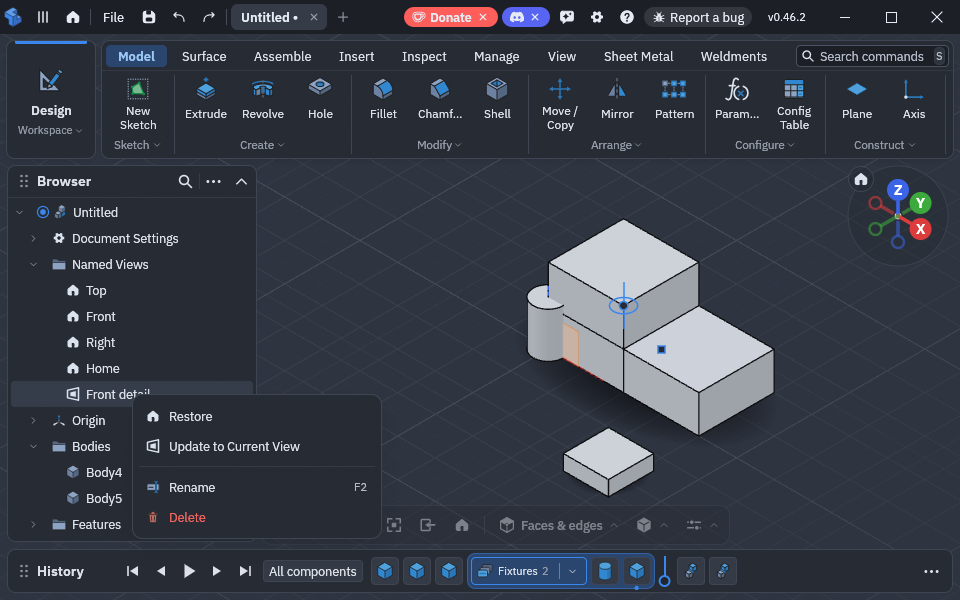 File
Untitled •
Donate
Report a bug
v0.46.2
Design
Workspace
Model
Surface
Assemble
Insert
Inspect
Manage
View
Sheet Metal
Weldments
Search commands
S
New Sketch
Extrude
Revolve
Hole
Fillet
Chamf...
Shell
Move / Copy
Mirror
Pattern
Param...
Config Table
Plane
Axis
Sketch
Create
Modify
Arrange
Configure
Construct
Browser
Untitled
Document Settings
Named Views
Top
Front
Right
Home
Front detail
Origin
Bodies
Body4
Body5
Features
Restore
Update to Current View
Rename
F2
Delete
Z
Y
X
Faces & edges
History
All components
Fixtures 2